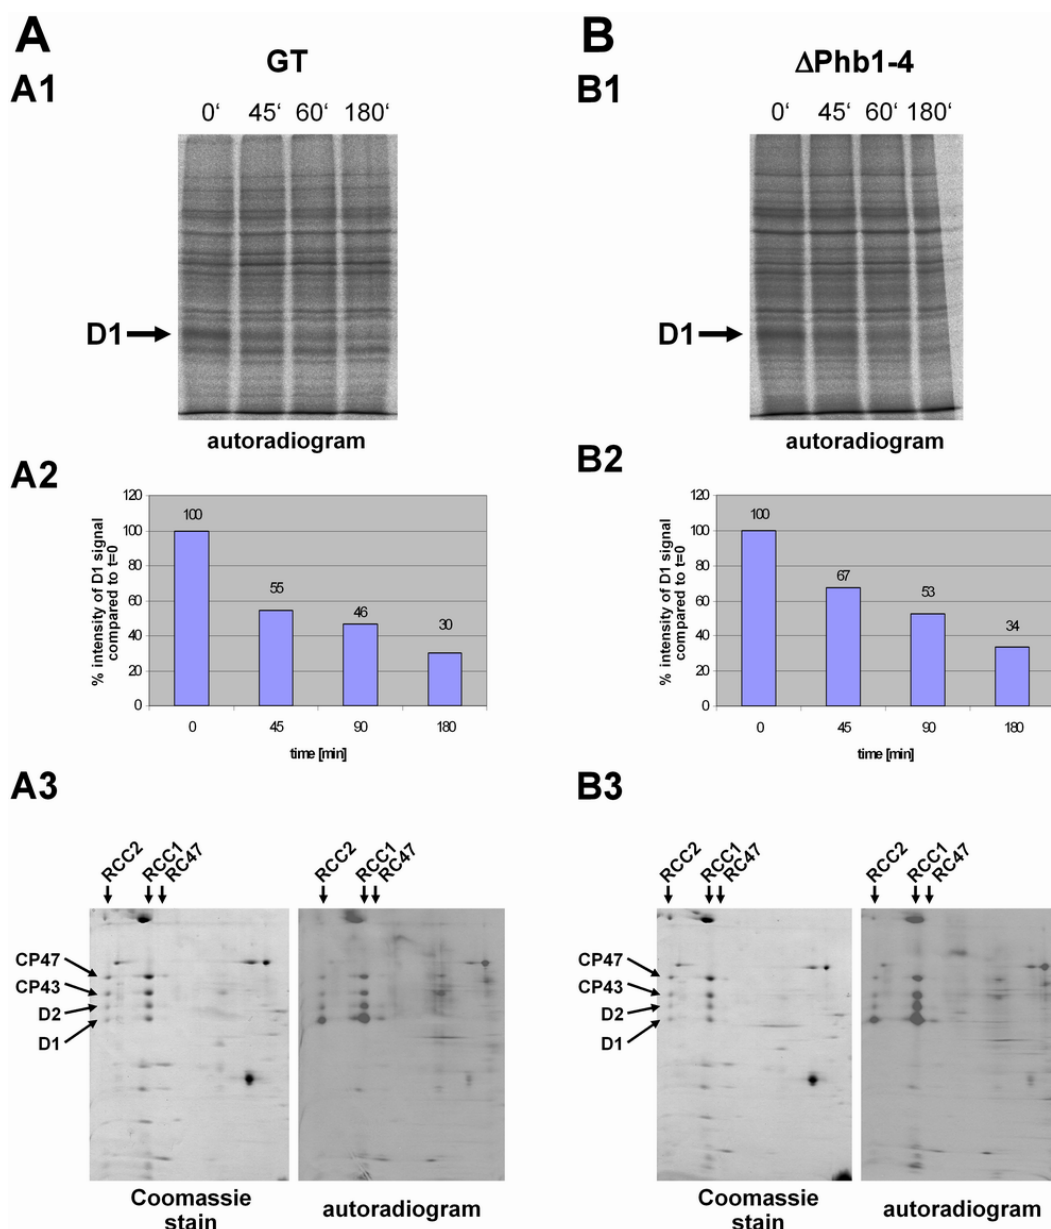 A
GT
A1
0‘ 45‘ 60‘ 180‘
D1
autoradiogram
A2
% intensity of D1 signal
compared to t=0
120
100
80
60
40
20
0
100
55
46
30
0 45 90 180
time [min]
A3
RCC2 RCC1 RC47
RCC2 RCC1 RC47
CP47
CP43
D2
D1
Coomassie
stain
autoradiogram
B
ΔPhb1-4
B1
0‘ 45‘ 60‘ 180‘
D1
autoradiogram
B2
% intensity of D1 signal
compared to t=0
120
100
80
60
40
20
0
100
67
53
34
0 45 90 180
time [min]
B3
RCC2 RCC1 RC47
RCC2 RCC1 RC47
CP47
CP43
D2
D1
Coomassie
stain
autoradiogram